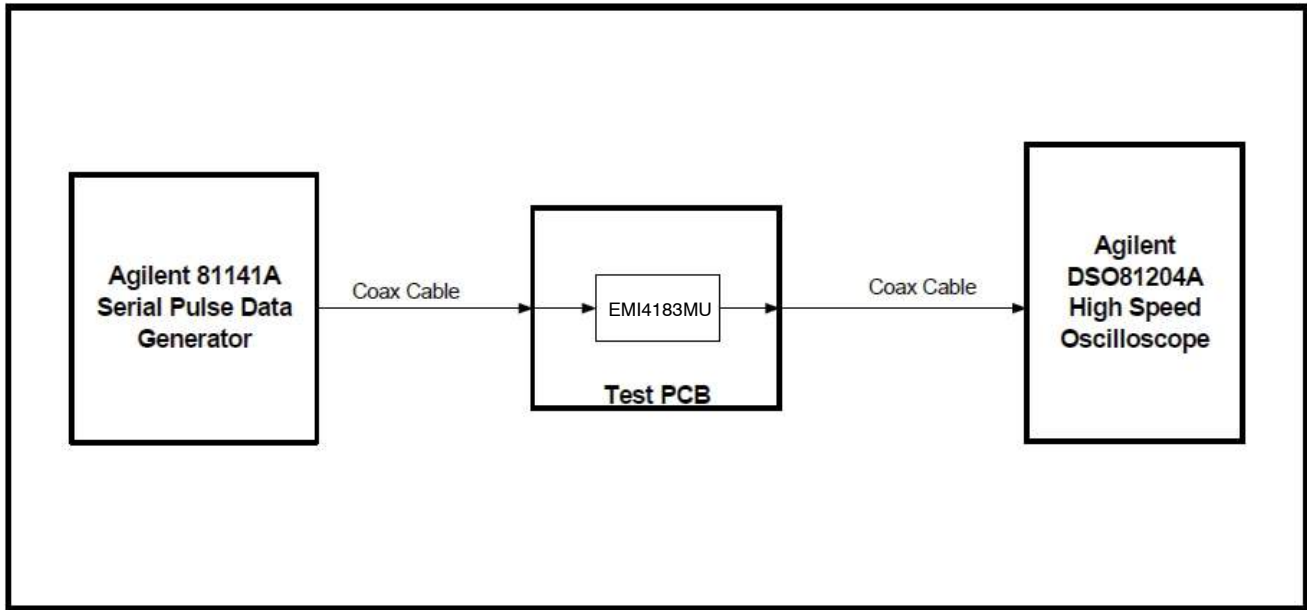 Agilent 81141A
Serial Pulse Data
Generator
Coax Cable
EMI4183MU
Test PCB
Coax Cable
Agilent
DSO81204A
High Speed
Oscilloscope